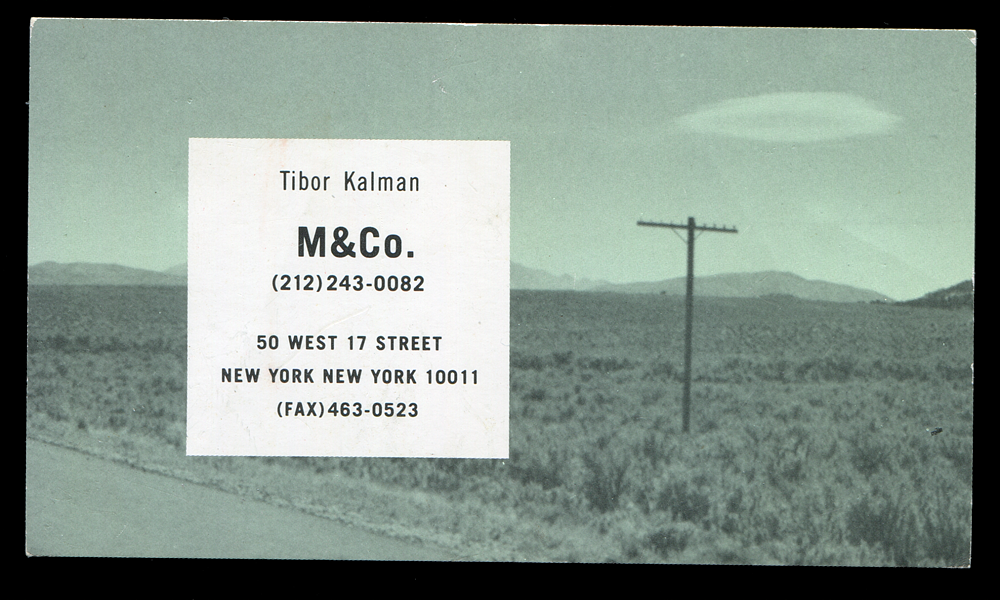 Tibor Kalman
M&Co.
(212)243-0082
50 WEST 17 STREET
NEW YORK NEW YORK 10011
(FAX)463-0523